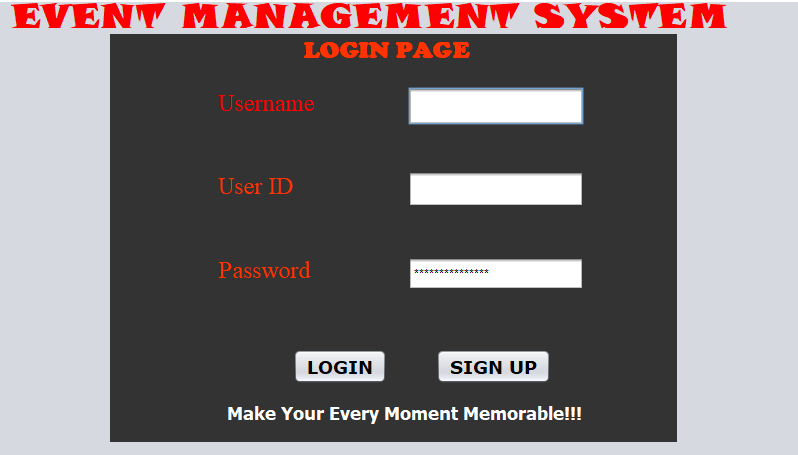 EVENT MANAGEMENT SYSTEM
LOGIN PAGE
Username
User ID
Password ***************
LOGIN SIGN UP
Make Your Every Moment Memorable!!!